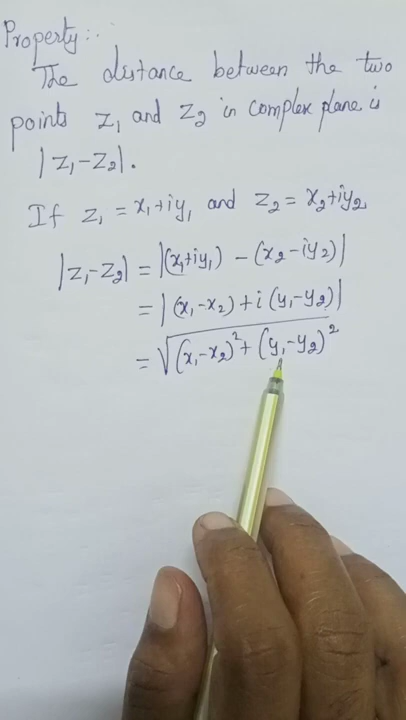 Property:-
The distance between the two
points z₁ and z₂ in complex plane is
|z₁-z₂|.
If z₁ = x₁+iy₁ and z₂ = x₂+iy₂
|z₁-z₂| = |(x₁+iy₁) - (x₂-iy₂)|
= |(x₁-x₂)+i(y₁-y₂)|
= √(x₁-x₂)²+(y₁-y₂)²